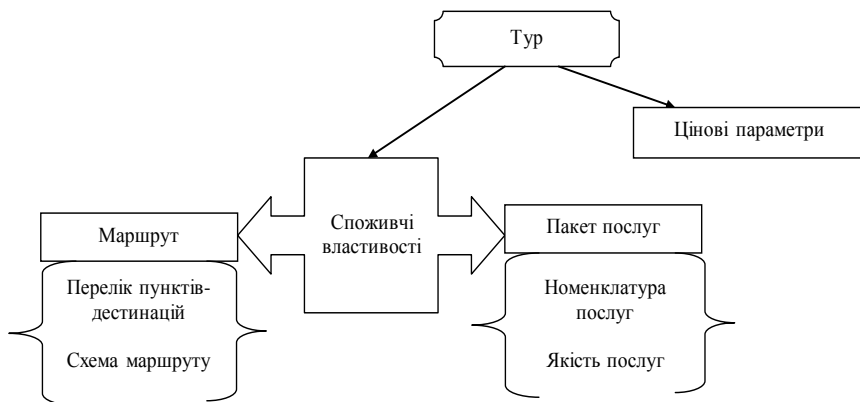 Тур
Цінові параметри
Споживчі
властивості
Маршрут
Пакет послуг
Перелік пунктів-
дестинацій
Схема маршруту
Номенклатура
послуг
Якість послуг